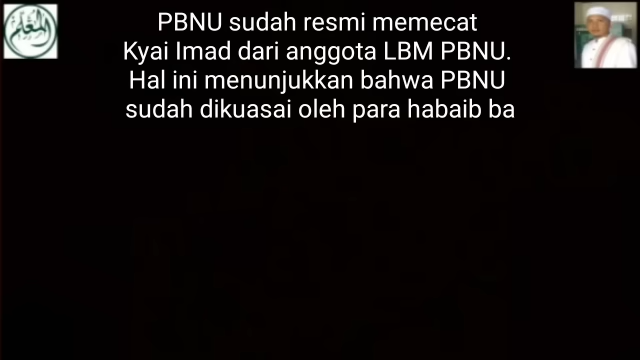 PBNU sudah resmi memecat
Kyai Imad dari anggota LBM PBNU.
Hal ini menunjukkan bahwa PBNU
sudah dikuasai oleh para habaib ba